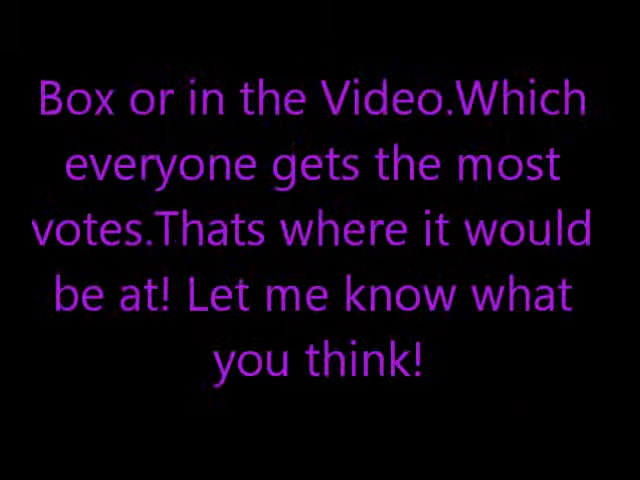 Box or in the Video.Which
everyone gets the most
votes.Thats where it would
be at! Let me know what
you think!